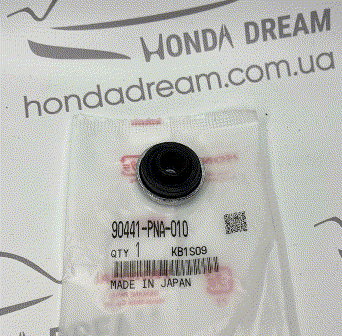 HONDA DREAM
hondadream.com.ua
90441-PNA-010
QTY 1 KB1S09
MADE IN JAPAN